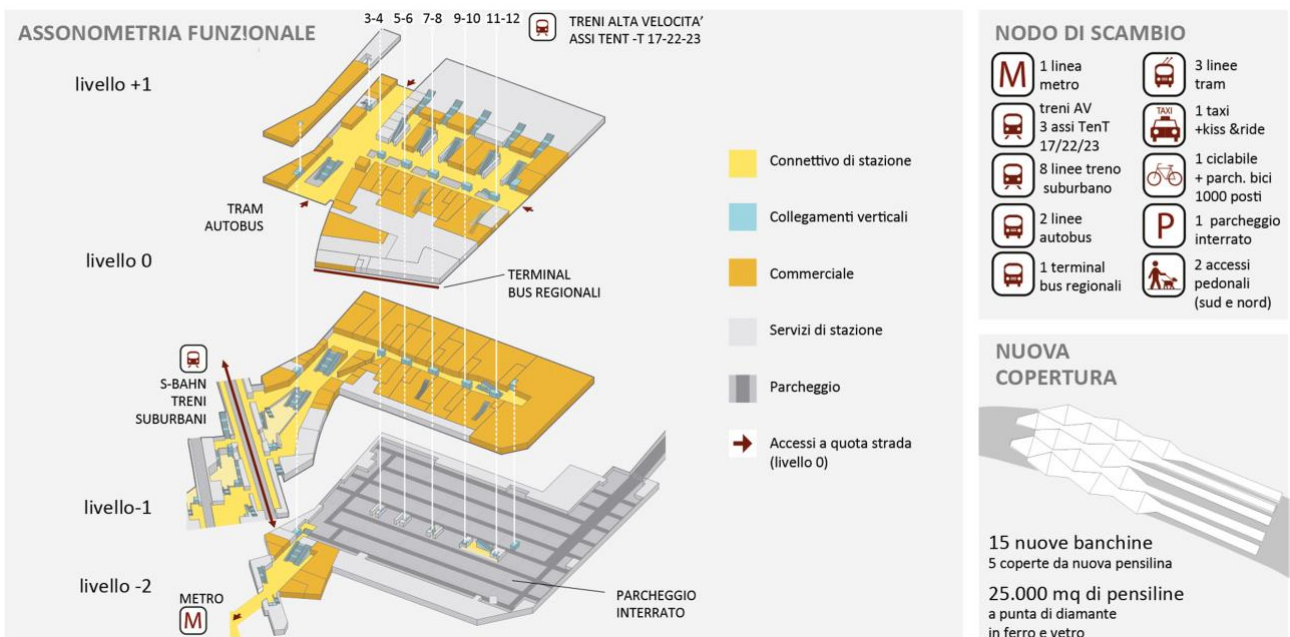 ASSONOMETRIA FUNZIONALE
3-4 5-6 7-8 9-10 11-12
TRENI ALTA VELOCITA'
ASSI TENT -T 17-22-23
livello +1
TRAM
AUTOBUS
livello 0
TERMINAL
BUS REGIONALI
S-BAHN
TRENI
SUBURBANI
livello-1
livello -2
METRO
M
PARCHEGGIO
INTERRATO
Connettivo di stazione
Collegamenti verticali
Commerciale
Servizi di stazione
Parcheggio
Accessi a quota strada
(livello 0)
NODO DI SCAMBIO
M
1 linea
metro
treni AV
3 assi TenT
17/22/23
8 linee treno
suburbano
2 linee
autobus
1 terminal
bus regionali
3 linee
tram
TAXI
1 taxi
+kiss &ride
1 ciclabile
+ parch. bici
1000 posti
P
1 parcheggio
interrato
2 accessi
pedonali
(sud e nord)
NUOVA
COPERTURA
15 nuove banchine
5 coperte da nuova pensilina
25.000 mq di pensiline
a punta di diamante
in ferro e vetro